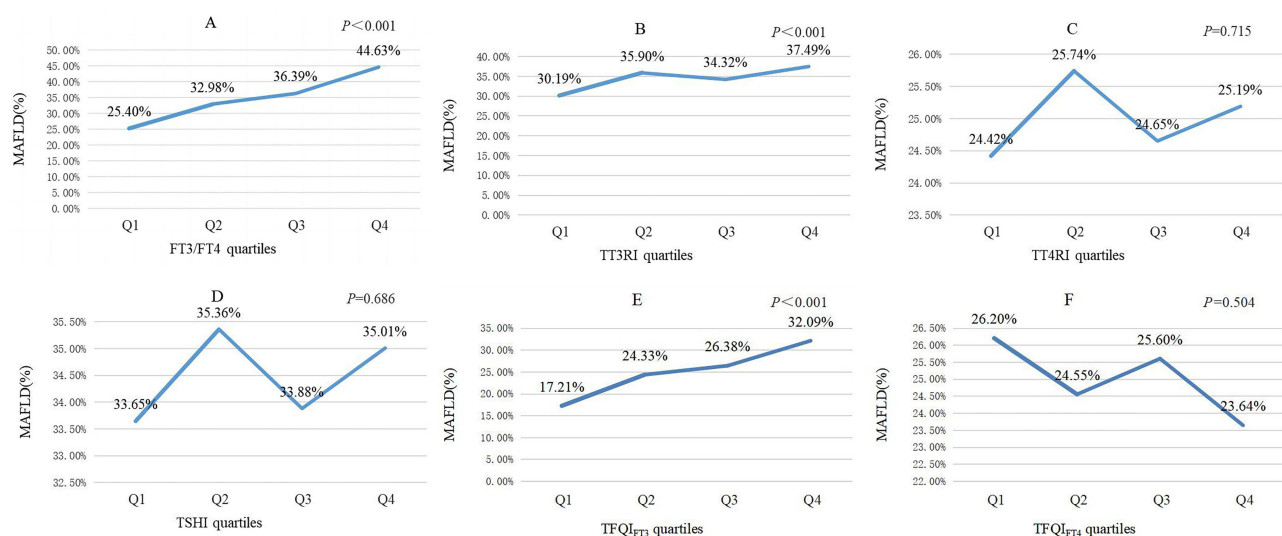 A
P＜0.001
50.00%
45.00%
40.00%
35.00%
30.00%
25.00%
20.00%
15.00%
10.00%
5.00%
0.00%
MAFLD(%)
25.40%
32.98%
36.39%
44.63%
Q1 Q2 Q3 Q4
FT3/FT4 quartiles
B
P＜0.001
40.00%
35.00%
30.00%
25.00%
20.00%
15.00%
10.00%
5.00%
0.00%
MAFLD(%)
30.19%
35.90%
34.32%
37.49%
Q1 Q2 Q3 Q4
TT3RI quartiles
C
P=0.715
26.00%
25.50%
25.00%
24.50%
24.00%
23.50%
MAFLD(%)
24.42%
25.74%
24.65%
25.19%
Q1 Q2 Q3 Q4
TT4RI quartiles
D
P=0.686
35.50%
35.00%
34.50%
34.00%
33.50%
33.00%
32.50%
MAFLD(%)
33.65%
35.36%
33.88%
35.01%
Q1 Q2 Q3 Q4
TSHI quartiles
E
P＜0.001
35.00%
30.00%
25.00%
20.00%
15.00%
10.00%
5.00%
0.00%
MAFLD(%)
17.21%
24.33%
26.38%
32.09%
Q1 Q2 Q3 Q4
TFQIFT3 quartiles
F
P=0.504
26.50%
26.00%
25.50%
25.00%
24.50%
24.00%
23.50%
23.00%
22.50%
22.00%
MAFLD(%)
26.20%
24.55%
25.60%
23.64%
Q1 Q2 Q3 Q4
TFQIFT4 quartiles